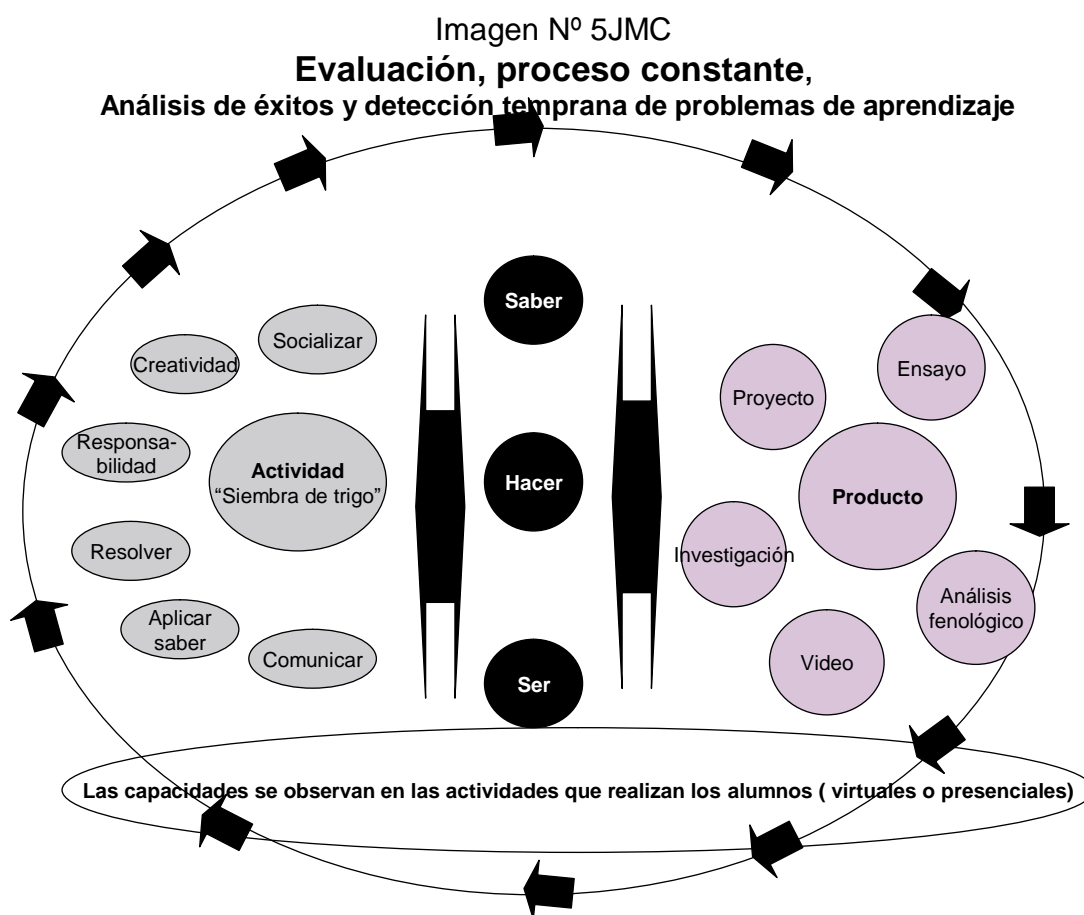 Imagen Nº 5JMC
Evaluación, proceso constante,
Análisis de éxitos y detección temprana de problemas de aprendizaje
Saber
Socializar
Creatividad
Ensayo
Proyecto
Responsa-
bilidad
Actividad
“Siembra de trigo”
Hacer
Producto
Resolver
Investigación
Análisis
fenológico
Aplicar
saber
Comunicar
Video
Ser
Las capacidades se observan en las actividades que realizan los alumnos ( virtuales o presenciales)